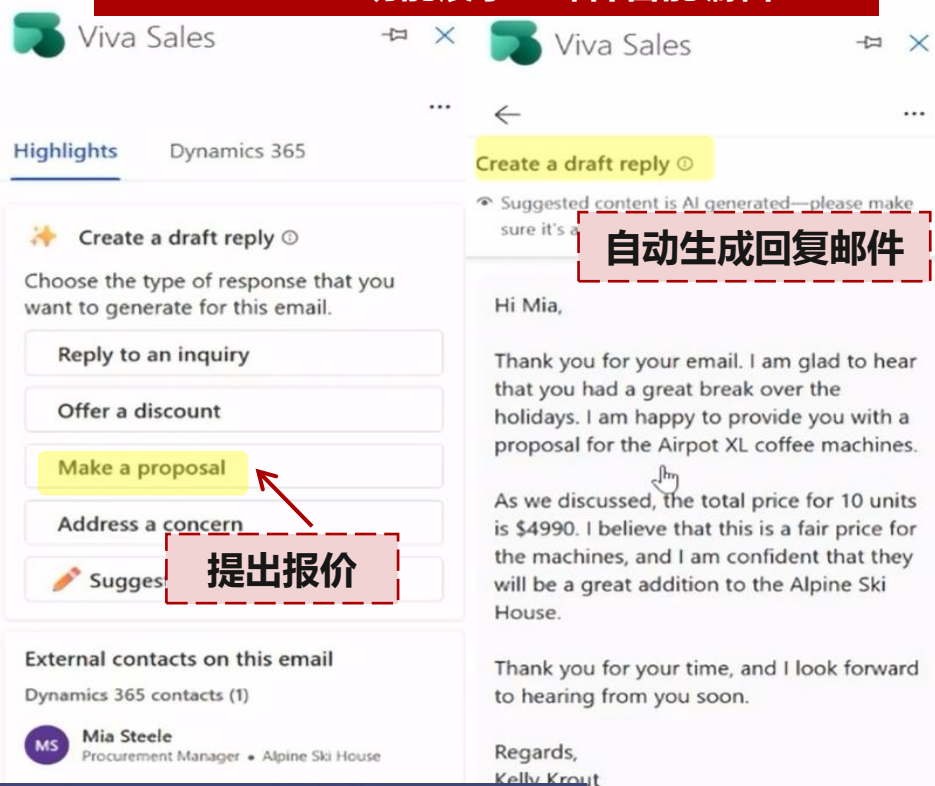 Viva Sales
Highlights
Dynamics 365
Create a draft reply
Choose the type of response that you
want to generate for this email.
Reply to an inquiry
Offer a discount
Make a proposal
Address a concern
提出报价
External contacts on this email
Dynamics 365 contacts (1)
MS
Mia Steele
Procurement Manager • Alpine Ski House
Viva Sales
Create a draft reply
Suggested content is AI generated—please make
sure it's
自动生成回复邮件
Hi Mia,
Thank you for your email. I am glad to hear
that you had a great break over the
holidays. I am happy to provide you with a
proposal for the Airpot XL coffee machines.
As we discussed, the total price for 10 units
is $4990. I believe that this is a fair price for
the machines, and I am confident that they
will be a great addition to the Alpine Ski
House.
Thank you for your time, and I look forward
to hearing from you soon.
Regards,
Kelly Krout